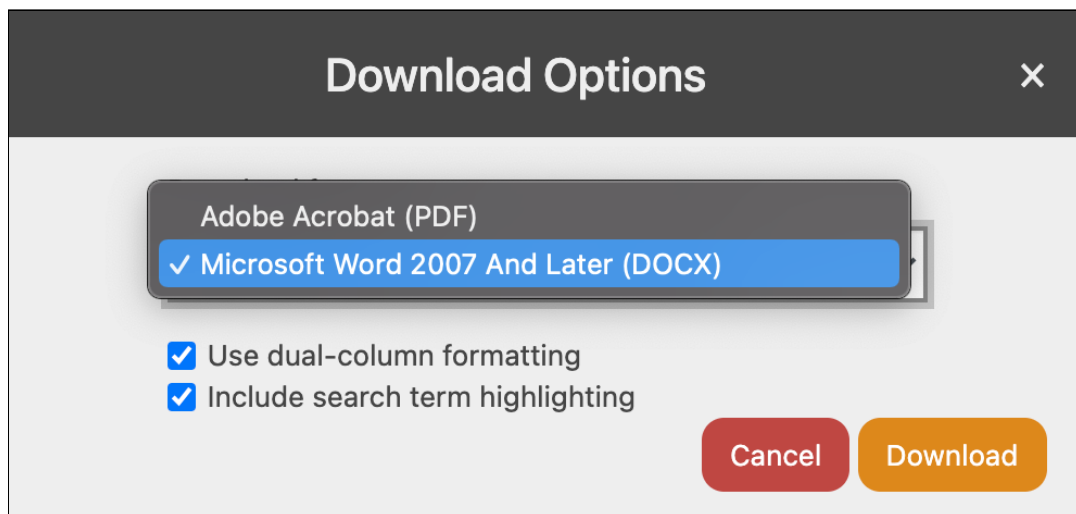 Download Options
×
Adobe Acrobat (PDF)
✓ Microsoft Word 2007 And Later (DOCX)
Use dual-column formatting
Include search term highlighting
Cancel Download